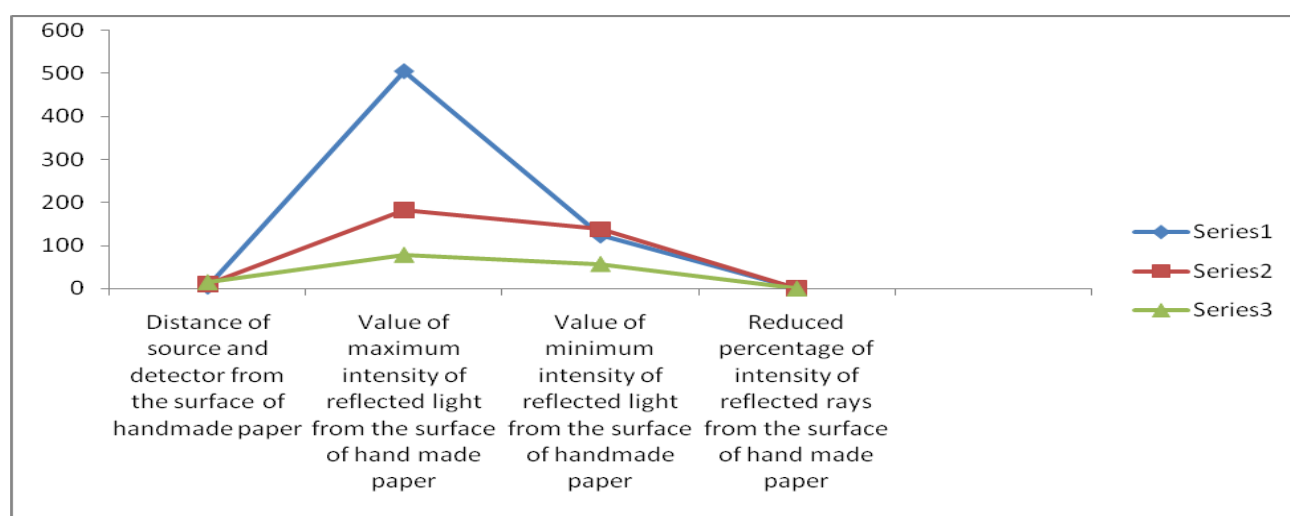 600
500
400
300
200
100
0
Distance of
source and
detector from
the surface of
handmade paper
Value of
maximum
intensity of
reflected light
from the surface
of hand made
paper
Value of
minimum
intensity of
reflected light
from the surface
of handmade
paper
Reduced
percentage of
intensity of
reflected rays
from the surface
of hand made
paper
Series1
Series2
Series3